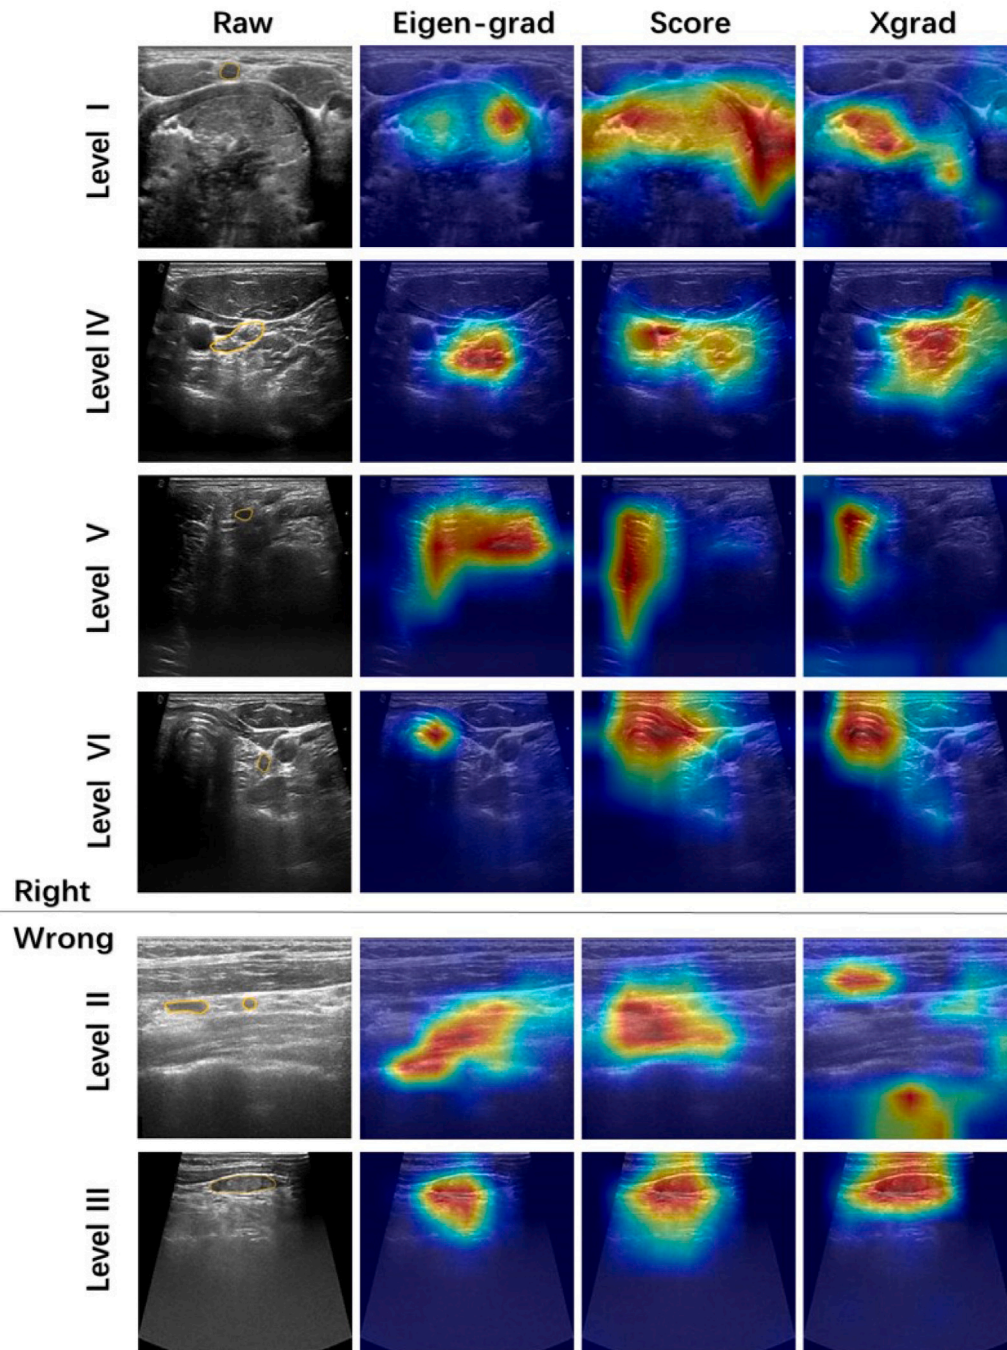 Raw Eigen-grad Score Xgrad
Level I
Level IV
Level V
Level VI
Right
Wrong
Level II
Level III